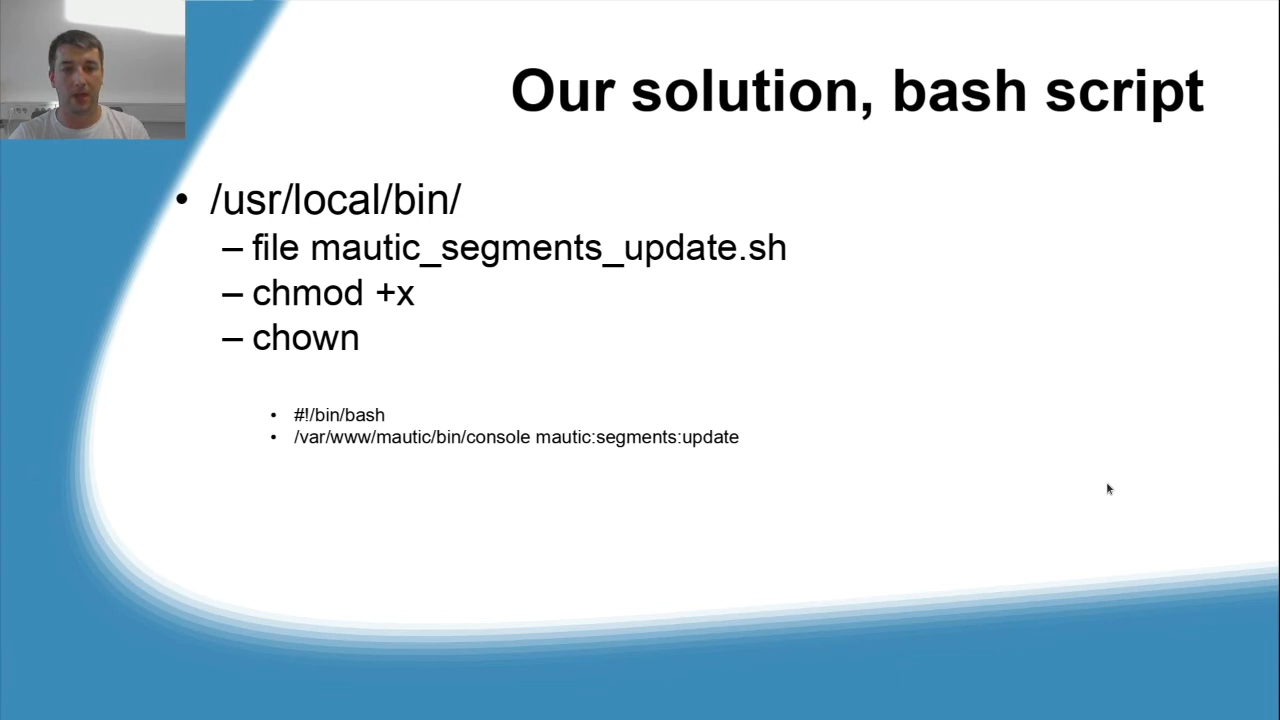 Our solution, bash script
• /usr/local/bin/
– file mautic_segments_update.sh
– chmod +x
– chown
• #!/bin/bash
• /var/www/mautic/bin/console mautic:segments:update